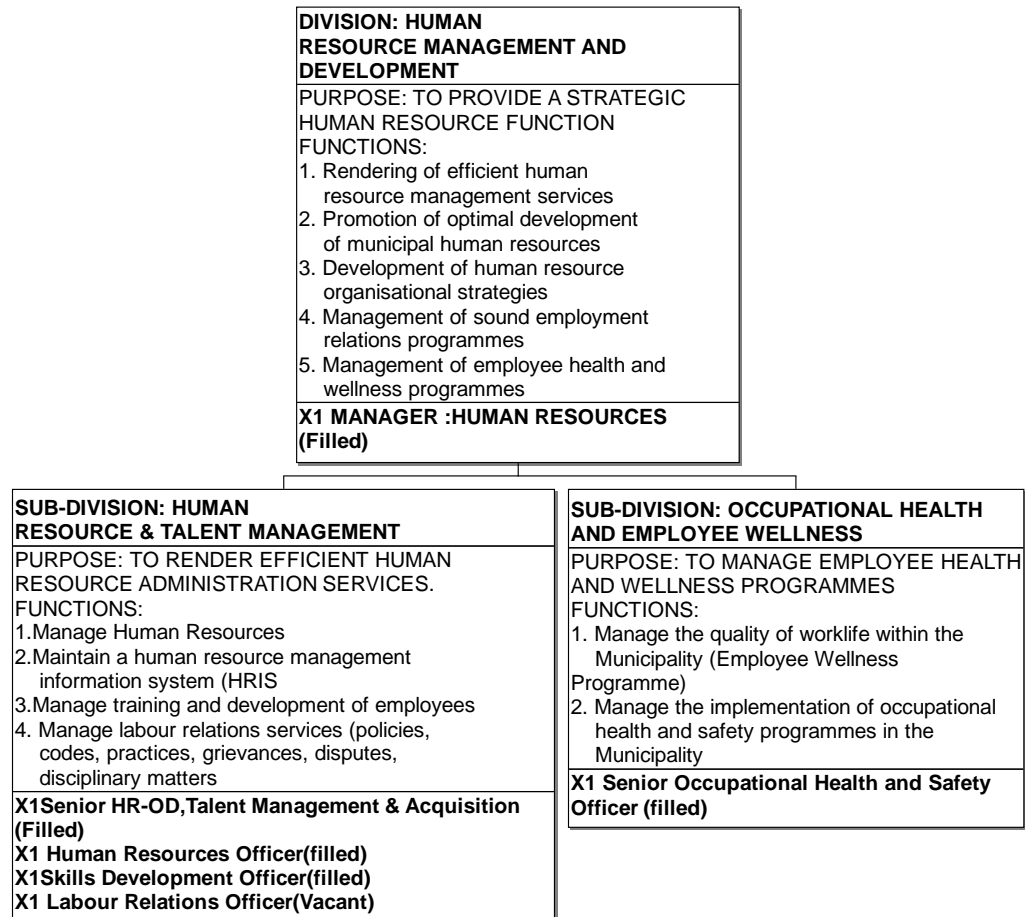 DIVISION: HUMAN
RESOURCE MANAGEMENT AND
DEVELOPMENT
PURPOSE: TO PROVIDE A STRATEGIC
HUMAN RESOURCE FUNCTION
FUNCTIONS:
1. Rendering of efficient human
resource management services
2. Promotion of optimal development
of municipal human resources
3. Development of human resource
organisational strategies
4. Management of sound employment
relations programmes
5. Management of employee health and
wellness programmes
X1 MANAGER :HUMAN RESOURCES
(Filled)
SUB-DIVISION: HUMAN
RESOURCE & TALENT MANAGEMENT
PURPOSE: TO RENDER EFFICIENT HUMAN
RESOURCE ADMINISTRATION SERVICES.
FUNCTIONS:
1.Manage Human Resources
2.Maintain a human resource management
information system (HRIS
3.Manage training and development of employees
4. Manage labour relations services (policies,
codes, practices, grievances, disputes,
disciplinary matters
X1Senior HR-OD,Talent Management & Acquisition
(Filled)
X1 Human Resources Officer(filled)
X1Skills Development Officer(filled)
X1 Labour Relations Officer(Vacant)
SUB-DIVISION: OCCUPATIONAL HEALTH
AND EMPLOYEE WELLNESS
PURPOSE: TO MANAGE EMPLOYEE HEALTH
AND WELLNESS PROGRAMMES
FUNCTIONS:
1. Manage the quality of worklife within the
Municipality (Employee Wellness
Programme)
2. Manage the implementation of occupational
health and safety programmes in the
Municipality
X1 Senior Occupational Health and Safety
Officer (filled)